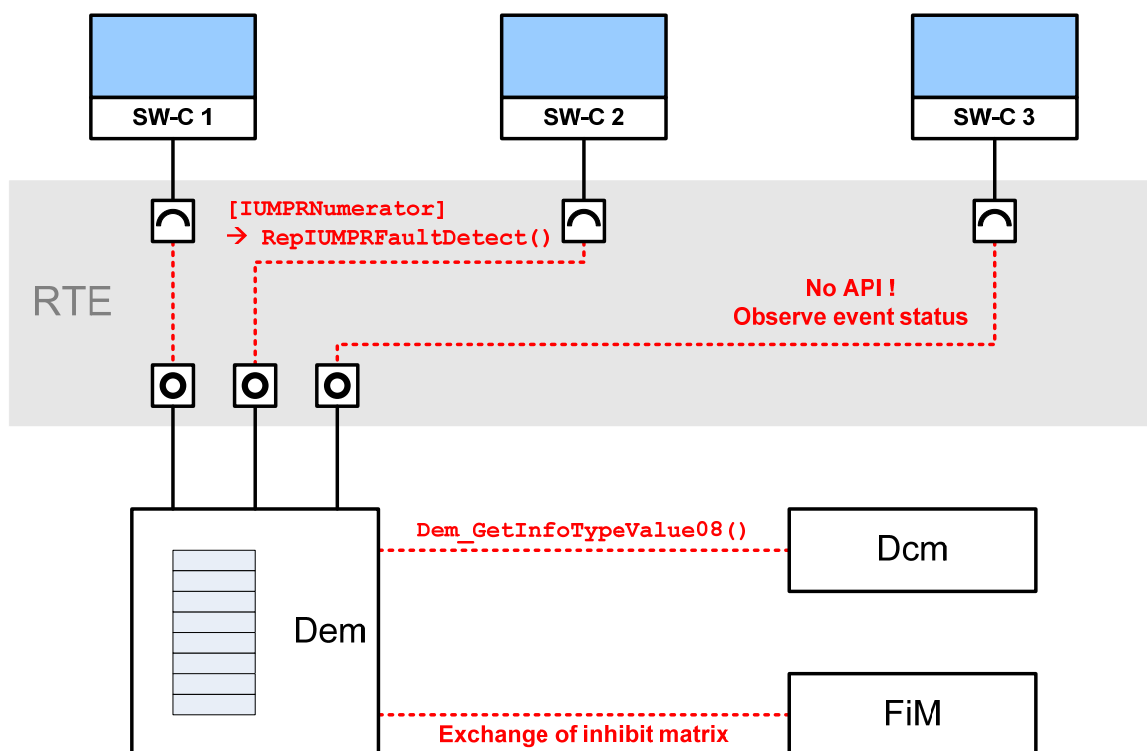 SW-C 1
SW-C 2
SW-C 3
[IUMPRNumerator]
→ RepIUMPRFaultDetect()
RTE
No API !
Observe event status
Dem_GetInfoTypeValue08()
Dcm
Dem
FiM
Exchange of inhibit matrix